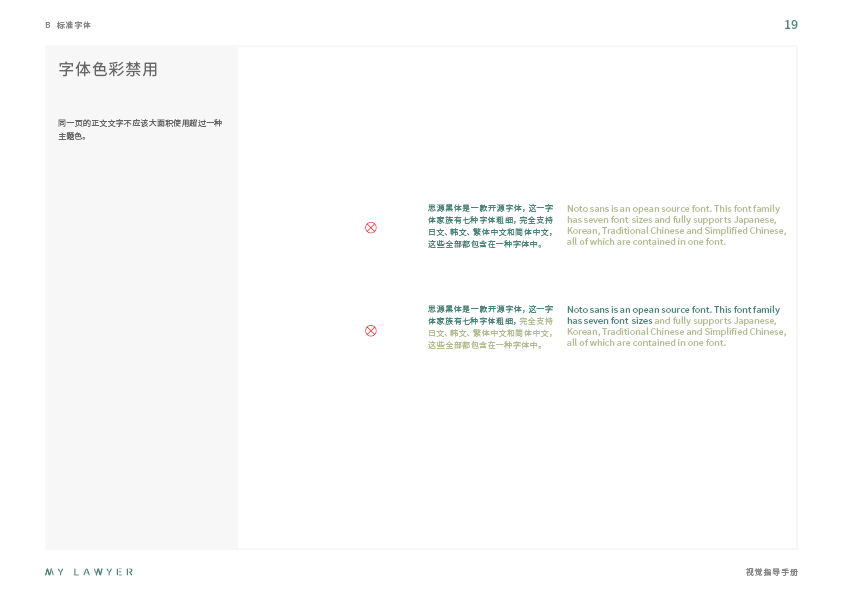 B 标准字体
19
字体色彩禁用
同一页的正文文字不应该大面积使用超过一种
主题色。
思源黑体是一款开源字体，这一字
体家族有七种字体粗细，完全支持
日文、韩文、繁体中文和简体中文，
这些全部都包含在一种字体中。
Noto sans is an opean source font. This font family
has seven font sizes and fully supports Japanese,
Korean, Traditional Chinese and Simplified Chinese,
all of which are contained in one font.
思源黑体是一款开源字体，这一字
体家族有七种字体粗细，完全支持
日文、韩文、繁体中文和简体中文，
这些全部都包含在一种字体中。
Noto sans is an opean source font. This font family
has seven font sizes and fully supports Japanese,
Korean, Traditional Chinese and Simplified Chinese,
all of which are contained in one font.
MY LAWYER
视觉指导手册